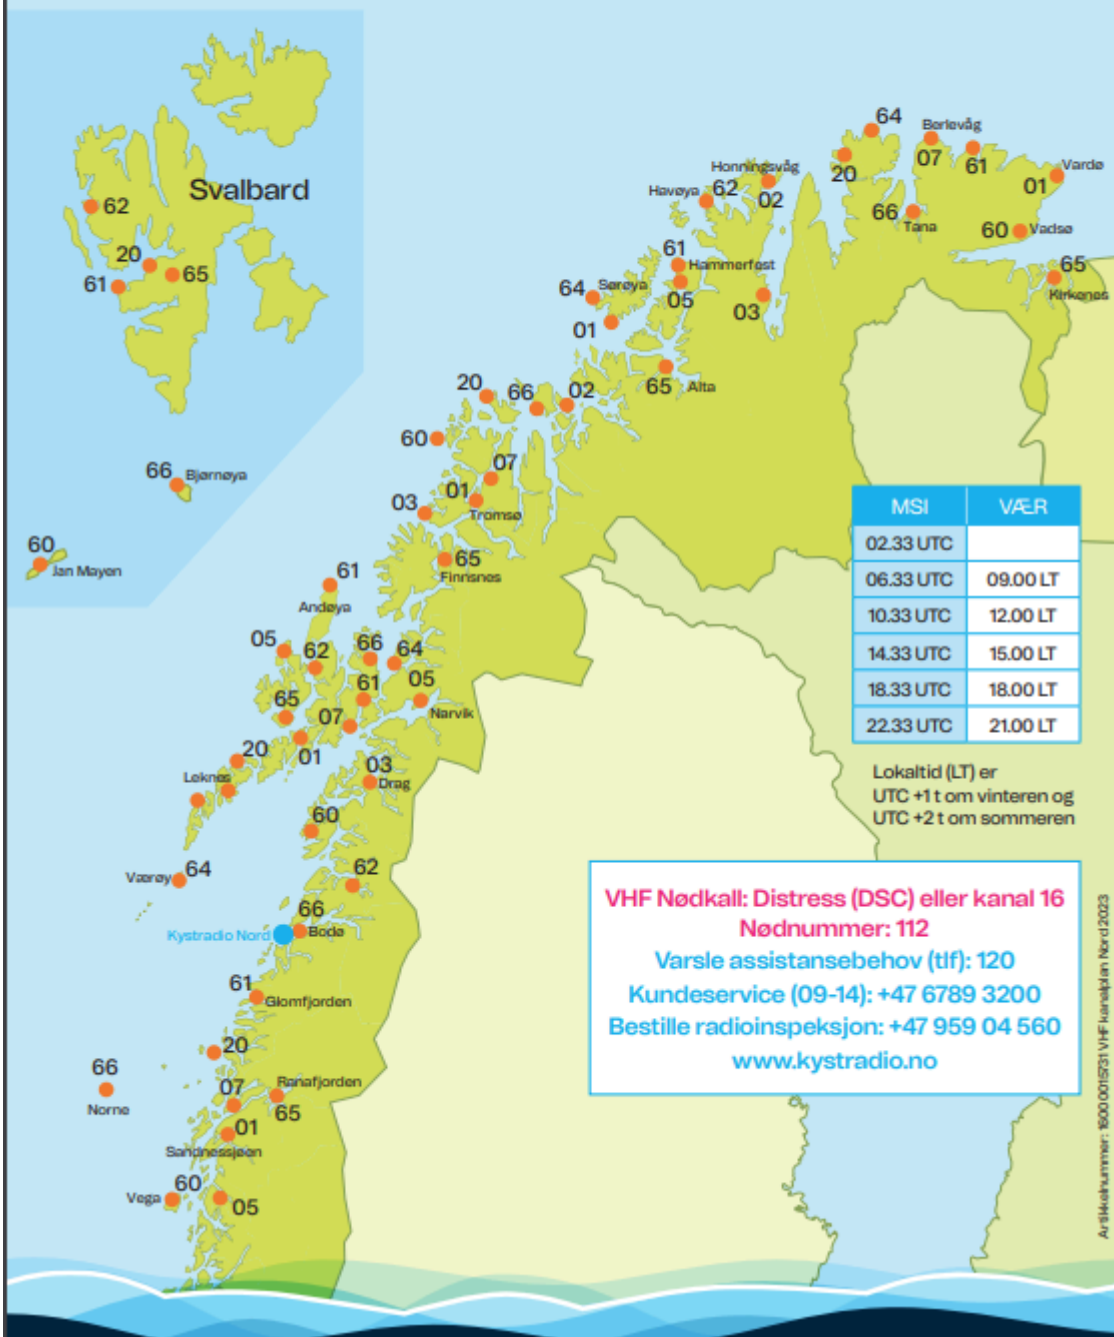 Svalbard
62
20
65
61
66 Bjørnøya
60
Jan Mayen
64
Berlevåg
07
61
20
Vardø
01
Honningsvåg
Havøya
62
02
66
Tana
60
Vadsø
65
Kirkenes
61
Hammerfest
05
03
64
Sørøya
01
65
Alta
20
66
02
60
07
01
Tromsø
03
65
Finnsnes
61
Andøya
05
62
66
64
61
05
Narvik
65
07
01
20
Leknes
03
Drag
60
62
Værøy
64
66
Kystradio Nord
Bodø
61
Glomfjorden
20
66
Norne
Ranafjorden
07
65
01
Sandnessjøen
Vega
60
05
MSI VÆR
02.33 UTC
06.33 UTC 09.00 LT
10.33 UTC 12.00 LT
14.33 UTC 15.00 LT
18.33 UTC 18.00 LT
22.33 UTC 21.00 LT
Lokaltid (LT) er
UTC +1 t om vinteren og
UTC +2 t om sommeren
VHF Nødkall: Distress (DSC) eller kanal 16
Nødnummer: 112
Varsle assistansebehov (tlf): 120
Kundeservice (09-14): +47 6789 3200
Bestille radioinspeksjon: +47 959 04 560
www.kystradio.no
VHF kanalplan Nord 2023